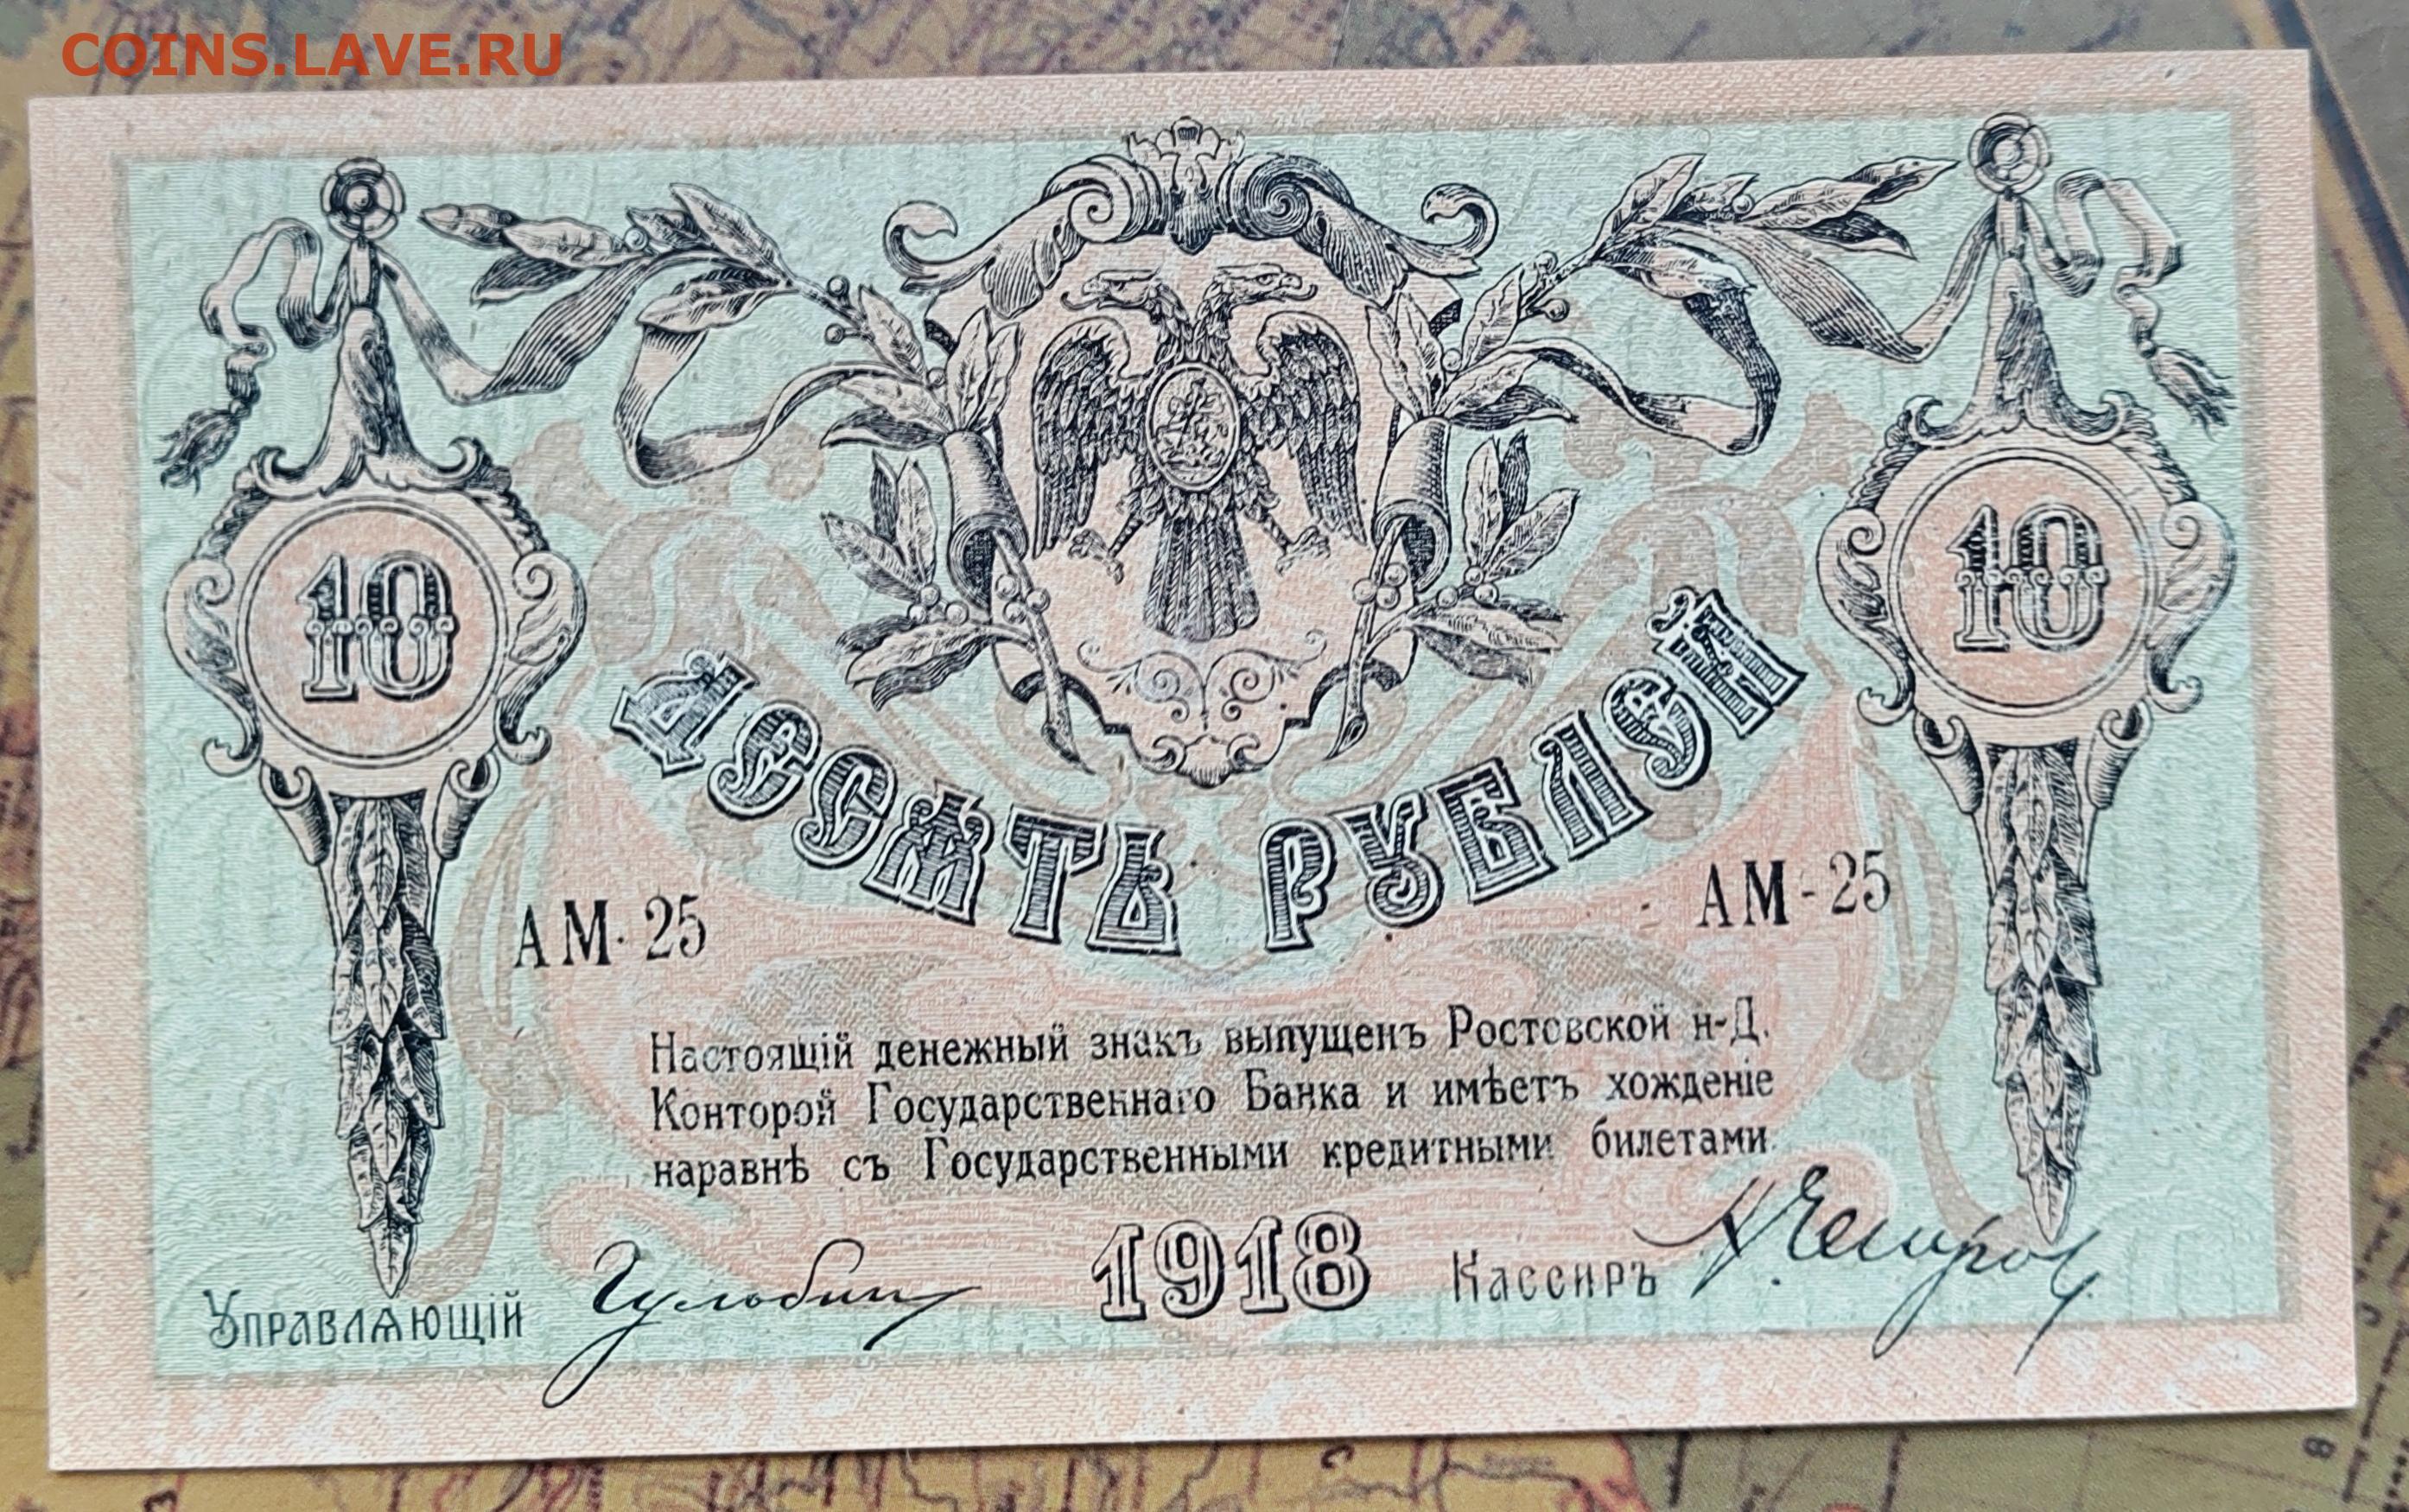 COINS.LAVE.RU
10
10
ДЕСЯТЬ РУБЛЕЙ
АМ-25
АМ-25
Настоящій денежный знакъ выпущенъ Ростовской н-Д.
Конторой Государственнаго Банка и имѣетъ хожденіе
наравнѣ съ Государственными кредитными билетами.
Управляющій
1918
Кассиръ
8